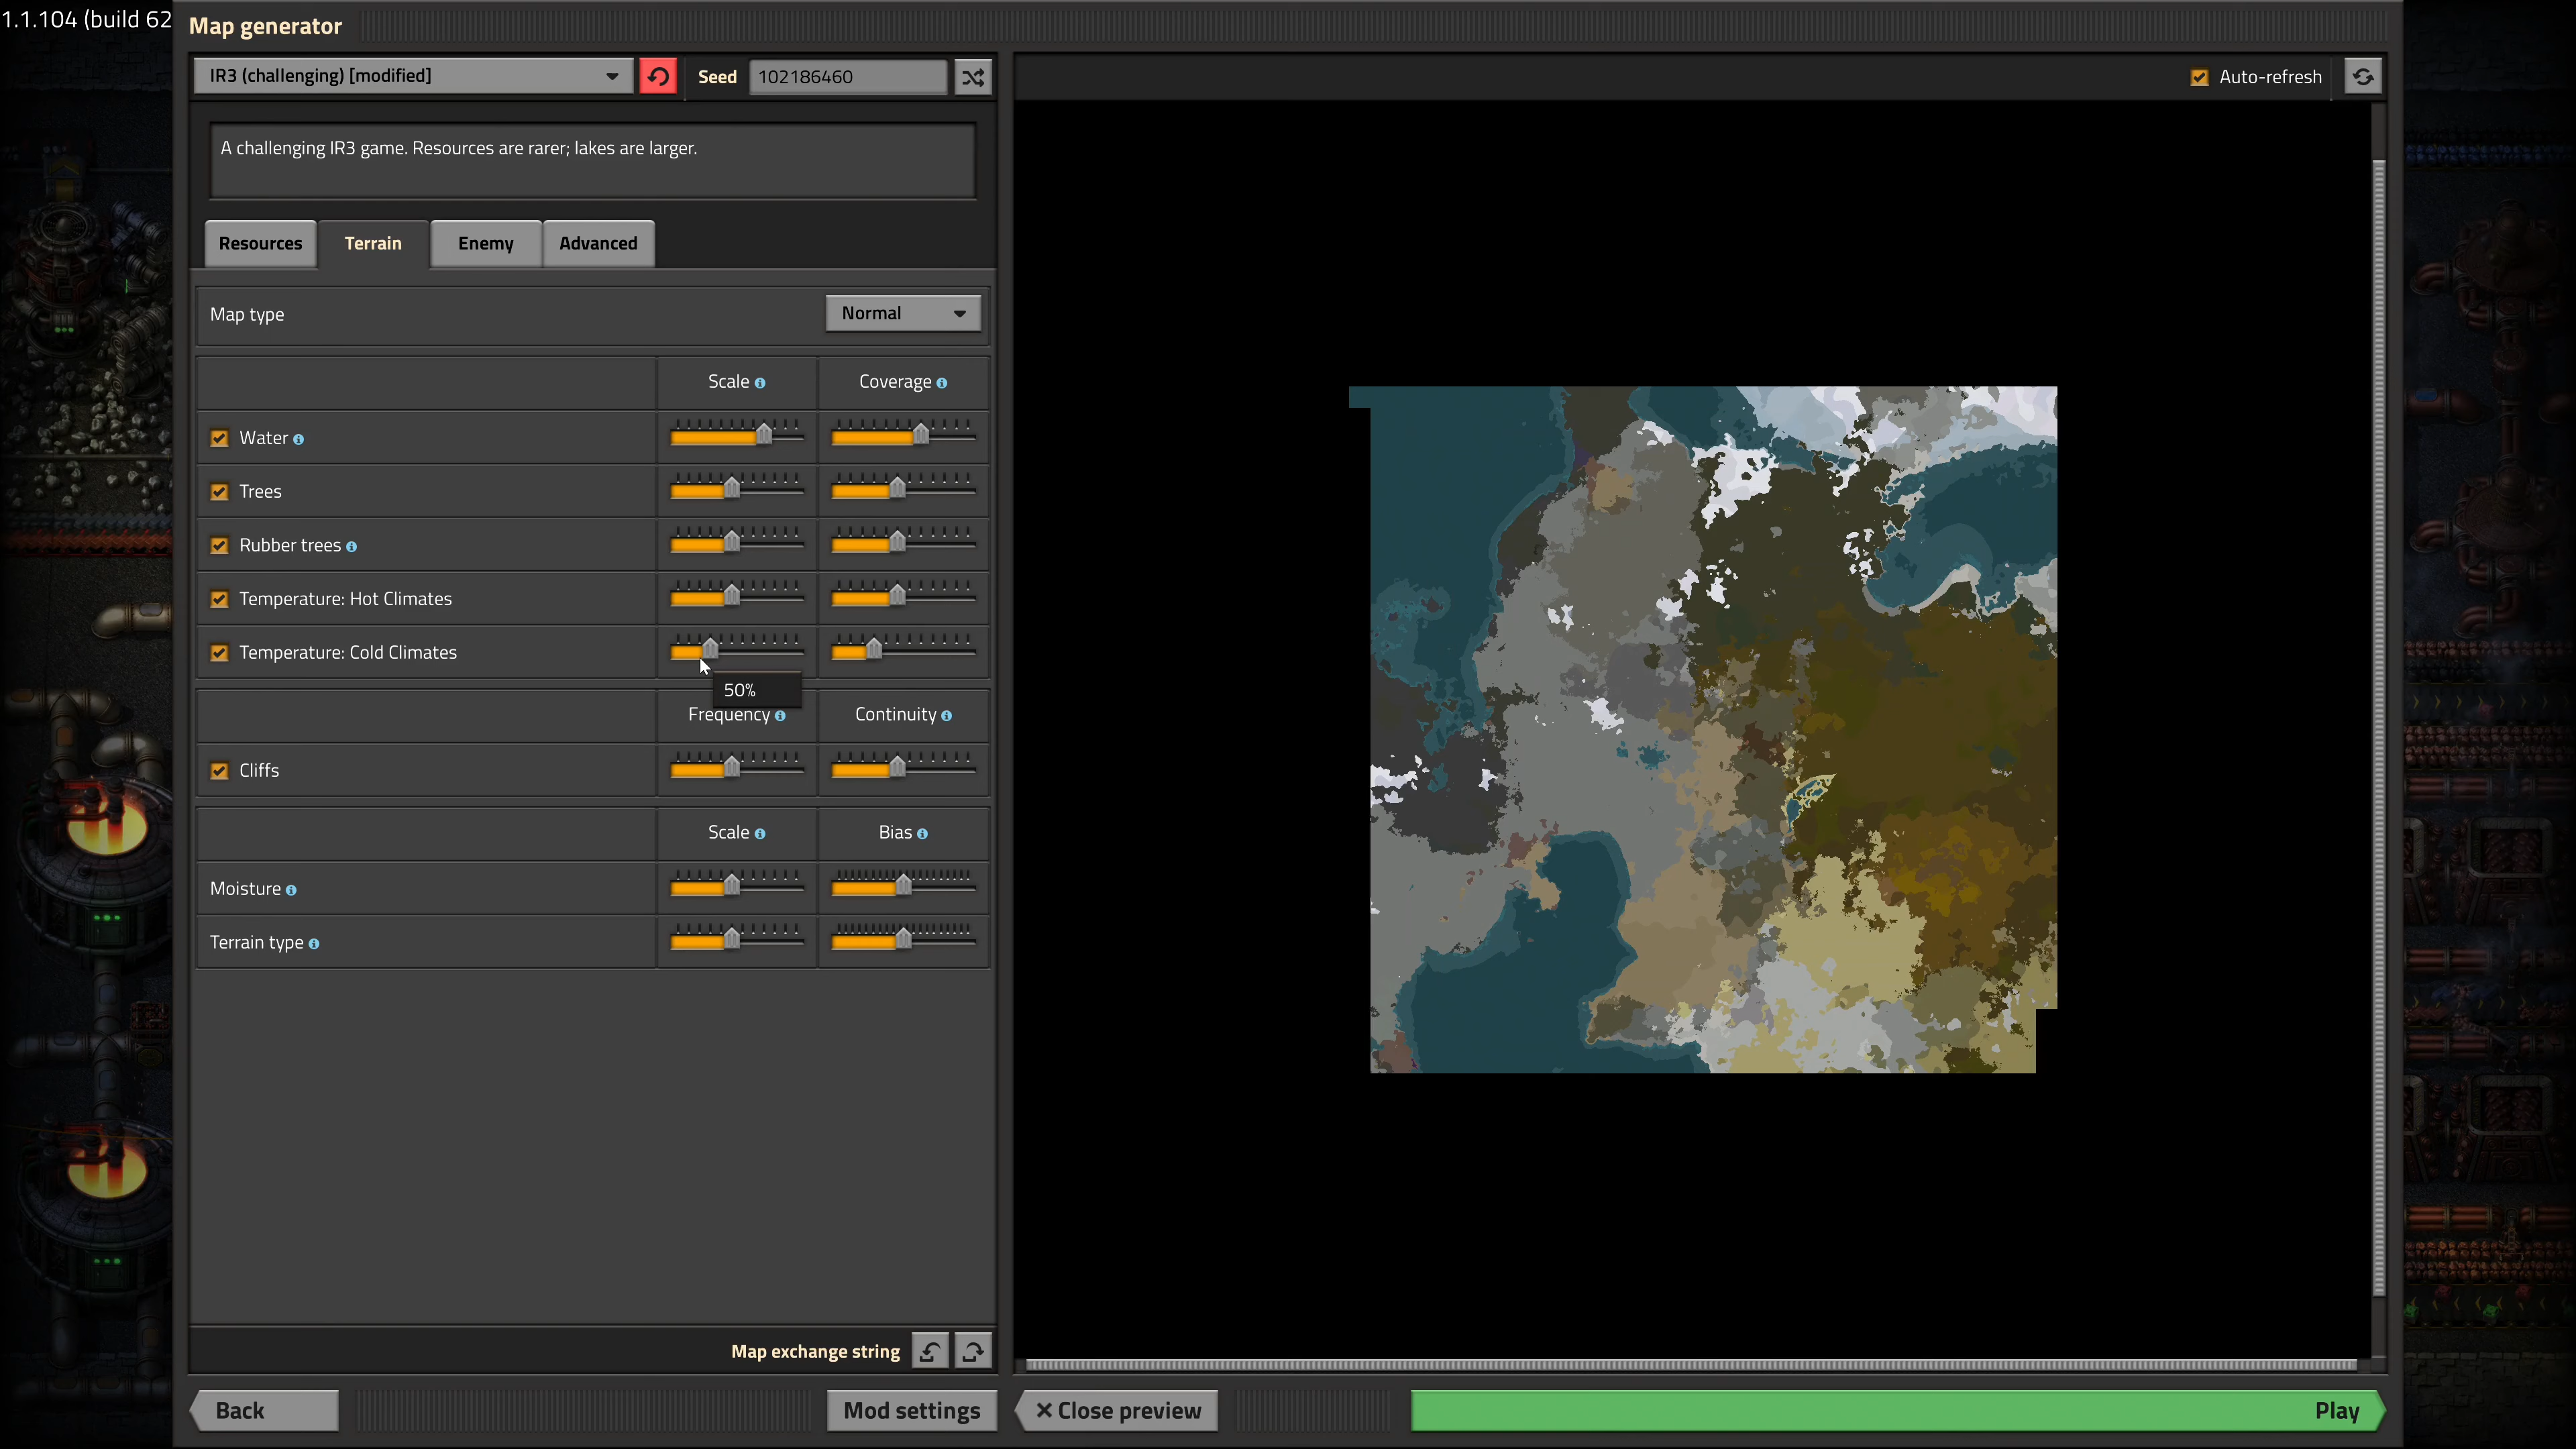 1.1.104 (build 62
Map generator
IR3 (challenging) [modified]
Seed
102186460
Auto-refresh
A challenging IR3 game. Resources are rarer; lakes are larger.
Resources
Terrain
Enemy
Advanced
Map type
Normal
Scale
Coverage
Water
Trees
Rubber trees
Temperature: Hot Climates
Temperature: Cold Climates
50%
Frequency
Continuity
Cliffs
Scale
Bias
Moisture
Terrain type
Map exchange string
Back
Mod settings
Close preview
Play